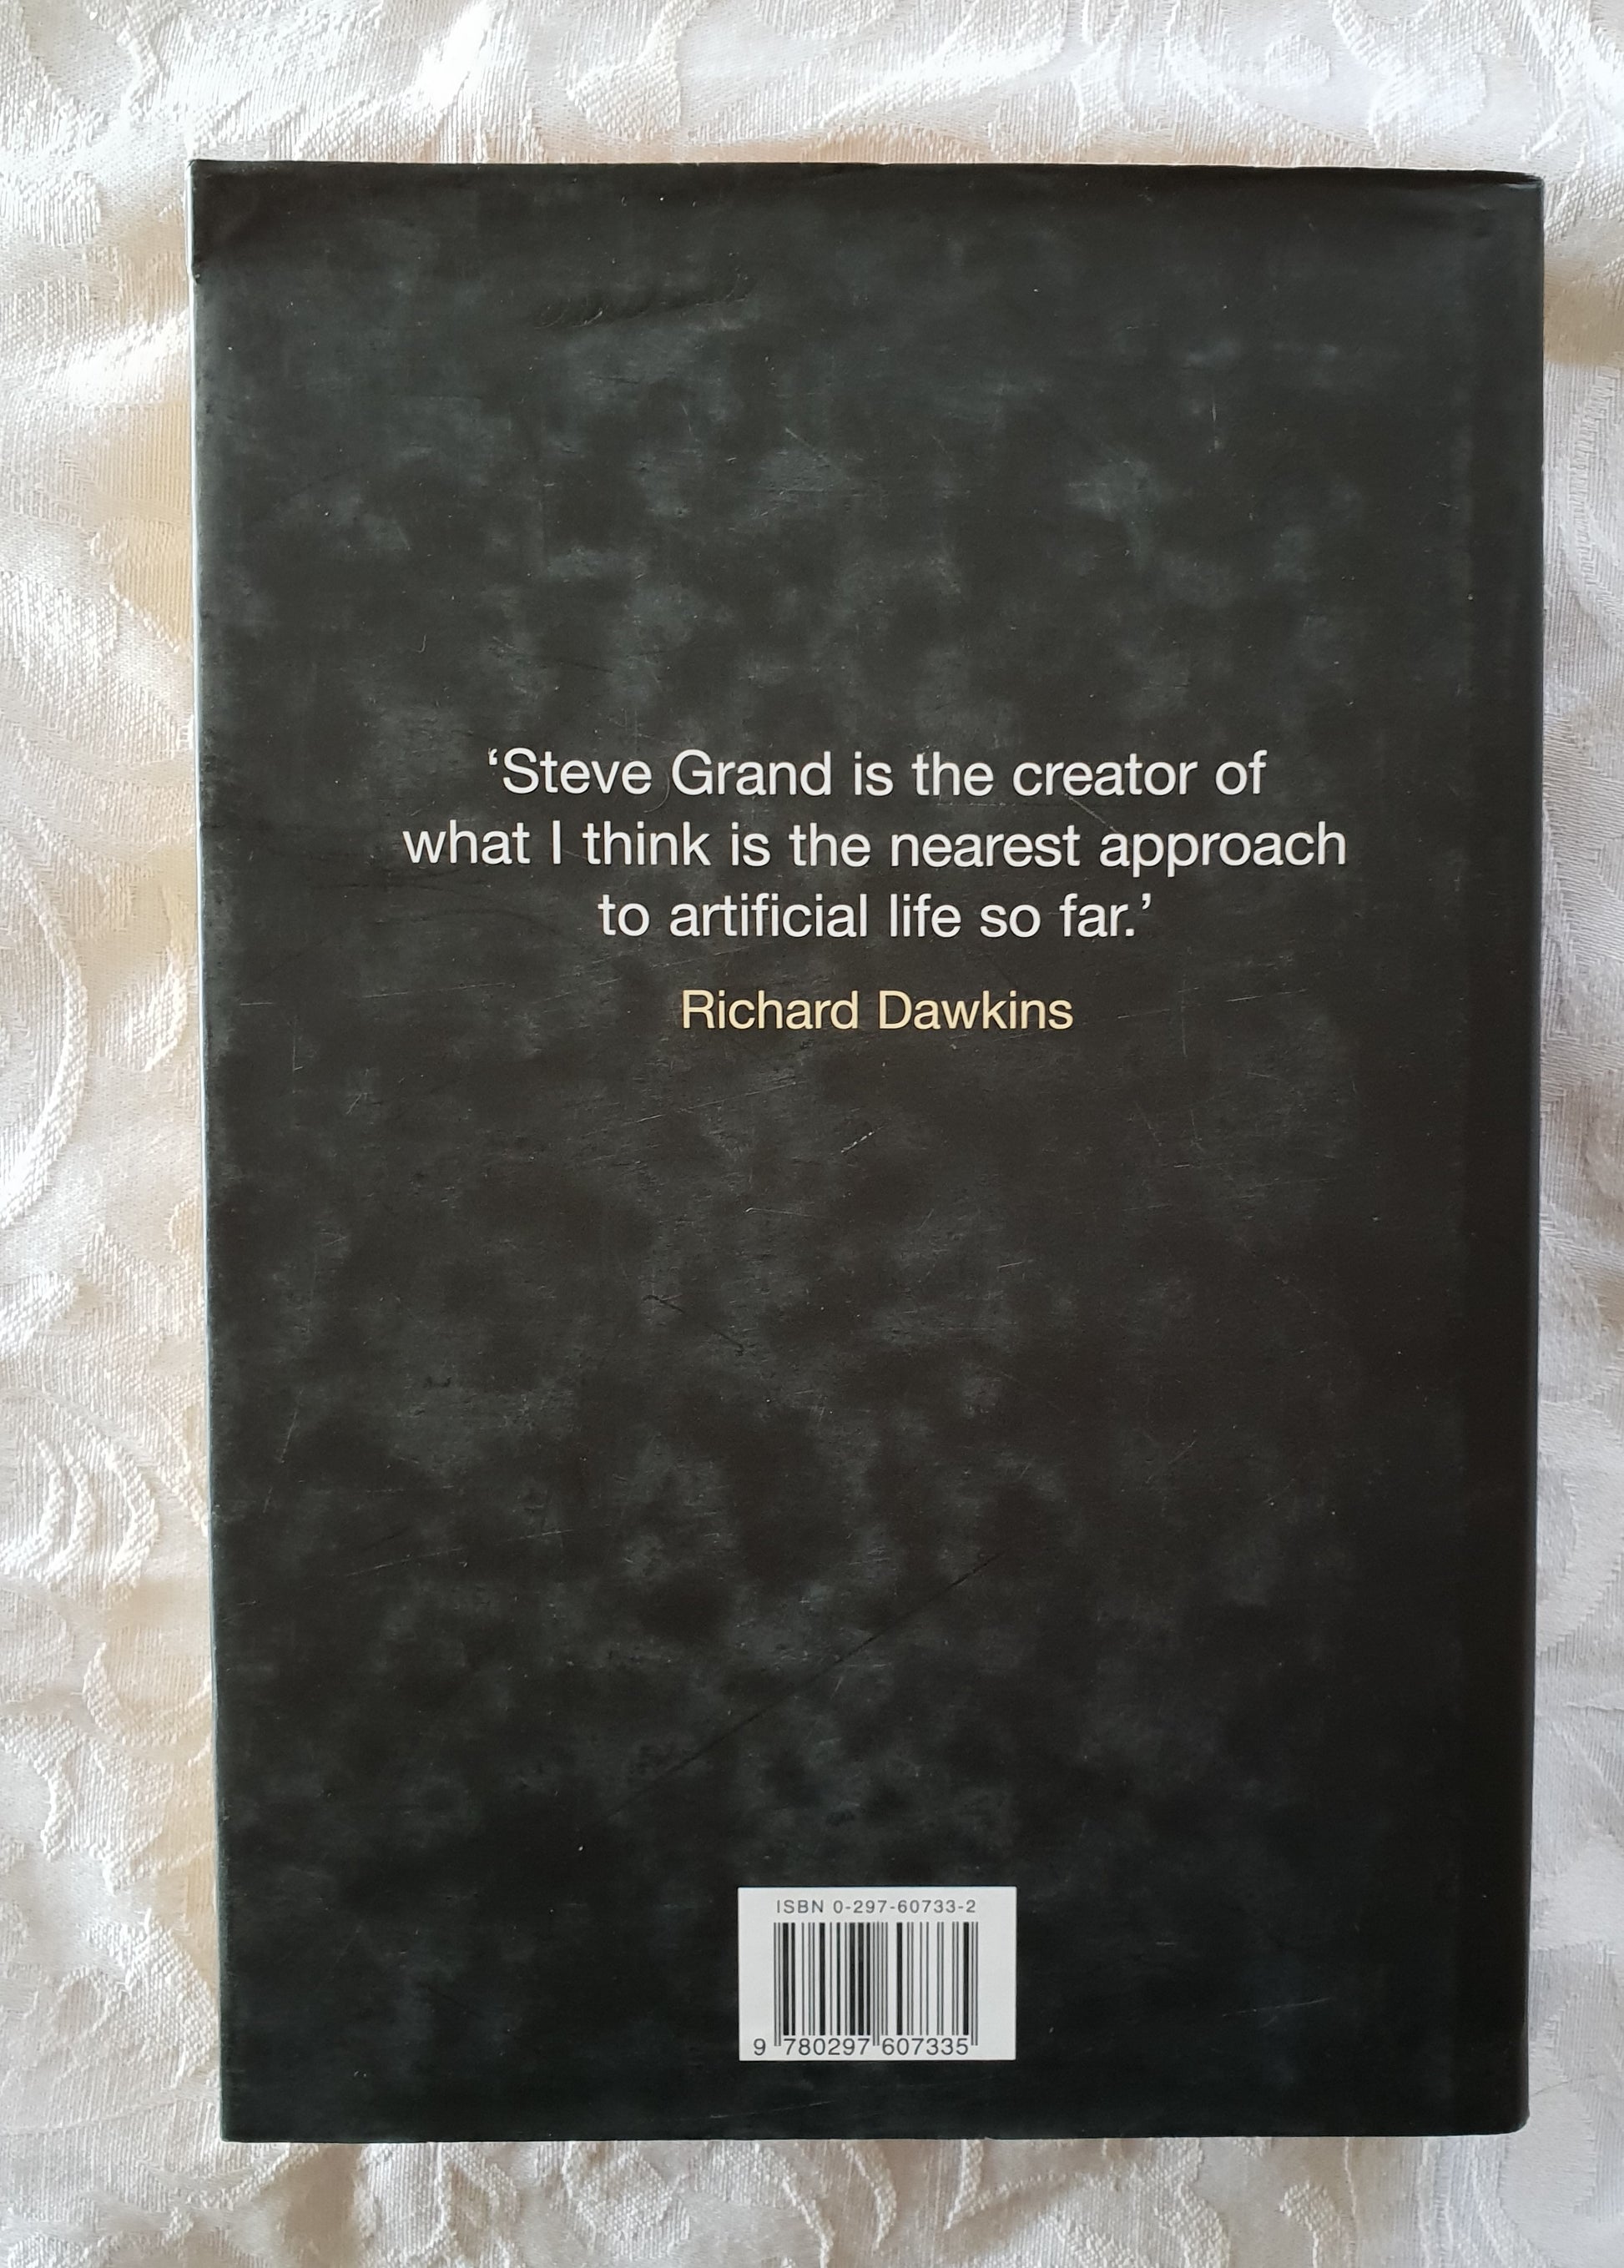 ‘Steve Grand is the creator of
what I think is the nearest approach
to artificial life so far.’
Richard Dawkins
ISBN 0-297-60733-2
9 780297 607335